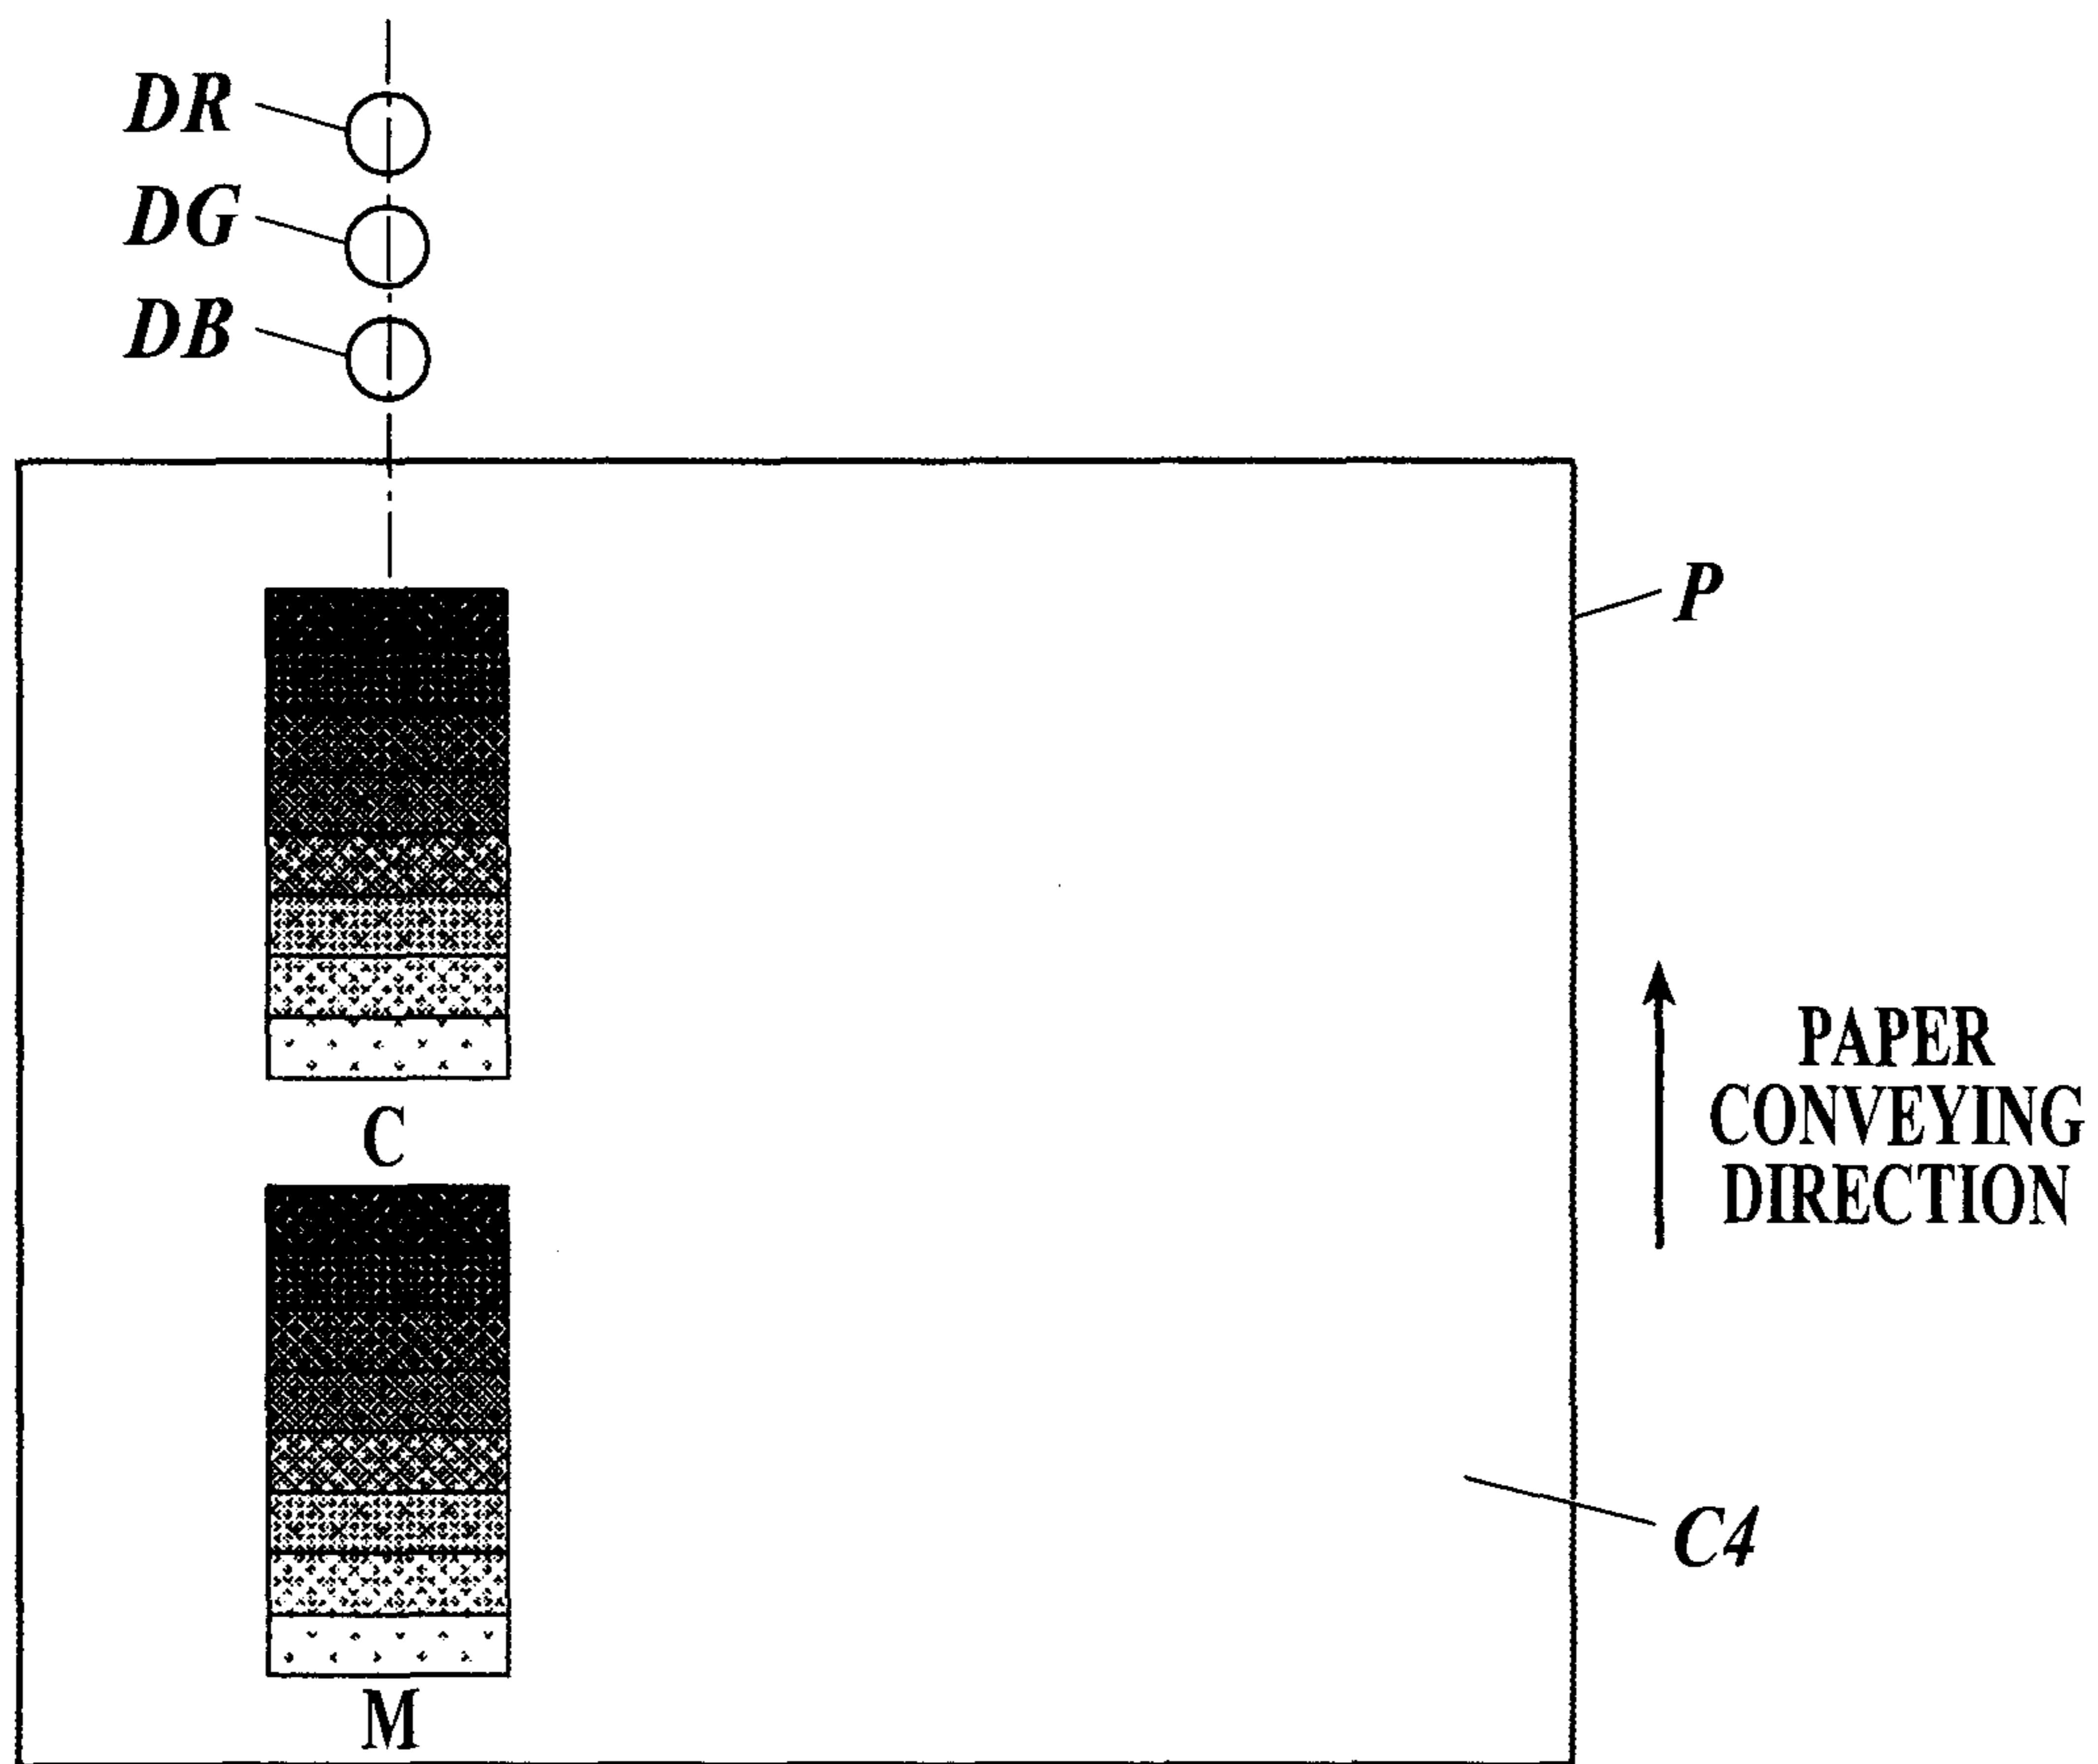 DR
DG
DB
P
PAPER
CONVEYING
DIRECTION
C
C4
M